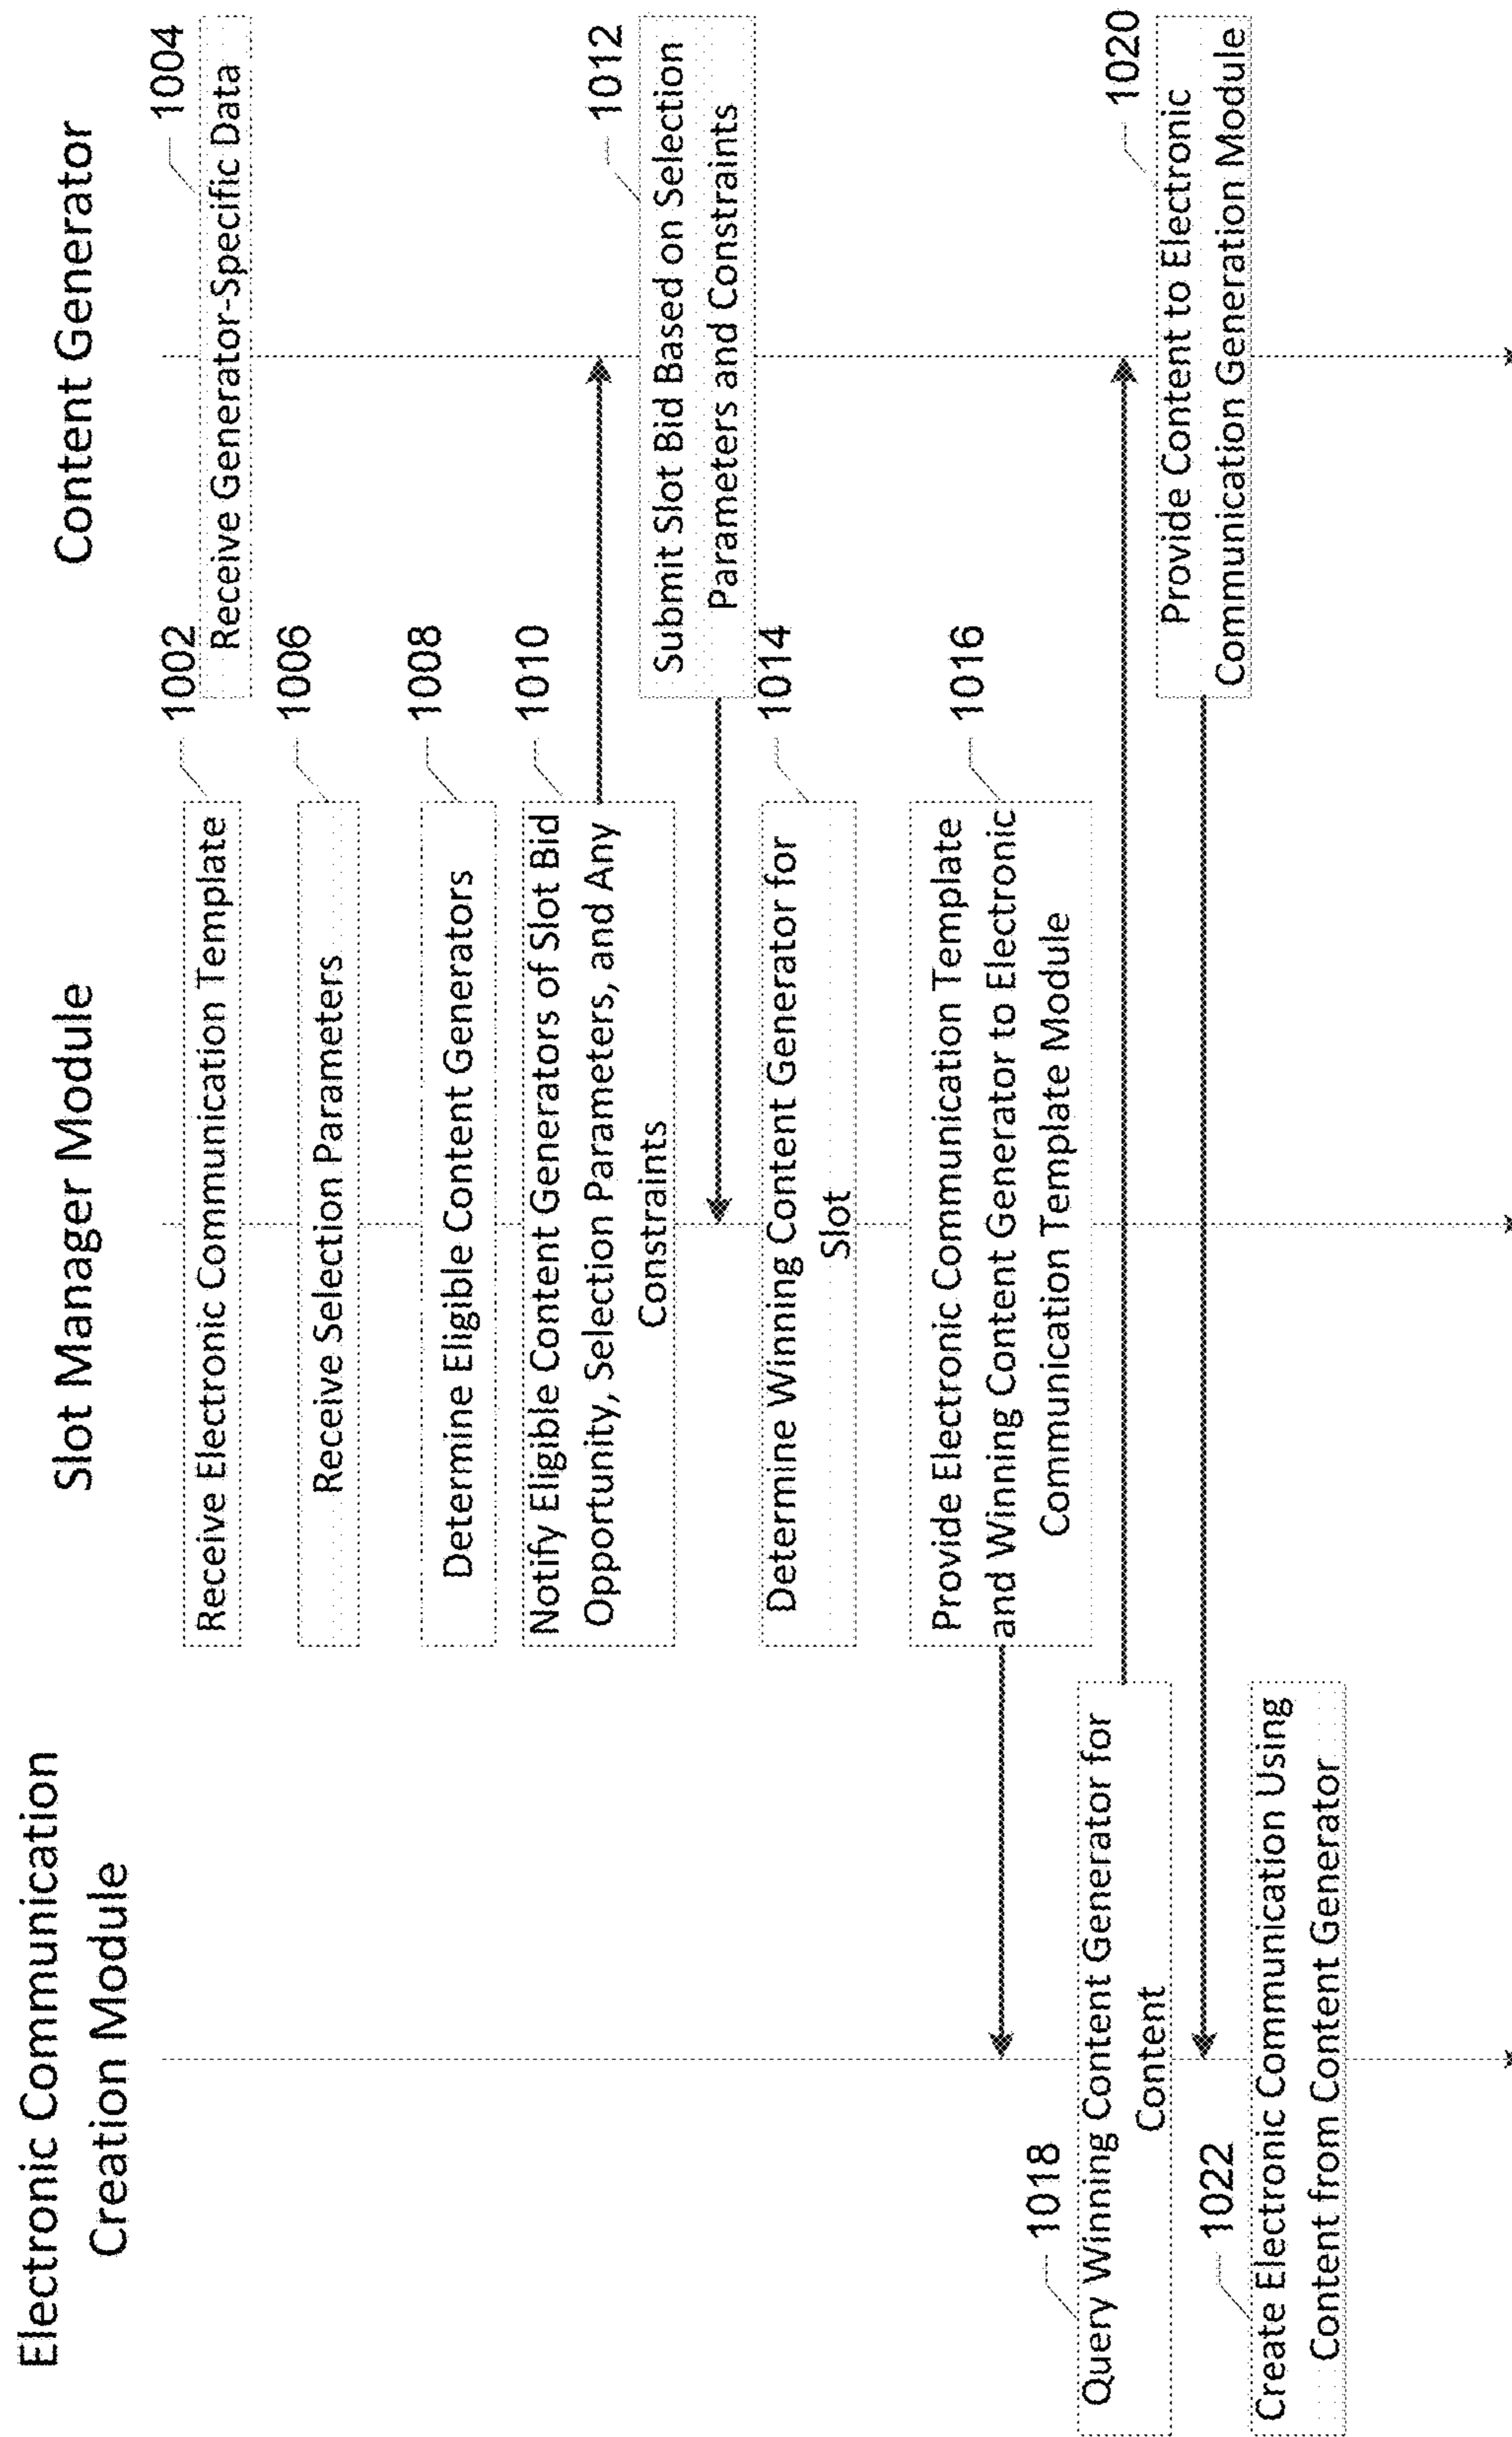 Electronic Communication
Creation Module
Slot Manager Module
Content Generator
1002
Receive Electronic Communication Template
1004
Receive Generator-Specific Data
1006
Receive Selection Parameters
1008
Determine Eligible Content Generators
1010
Notify Eligible Content Generators of Slot Bid
Opportunity, Selection Parameters, and Any
Constraints
1012
Submit Slot Bid Based on Selection
Parameters and Constraints
1014
Determine Winning Content Generator for
Slot
1016
Provide Electronic Communication Template
and Winning Content Generator to Electronic
Communication Template Module
1018
Query Winning Content Generator for
Content
1020
Provide Content to Electronic
Communication Generation Module
1022
Create Electronic Communication Using
Content from Content Generator